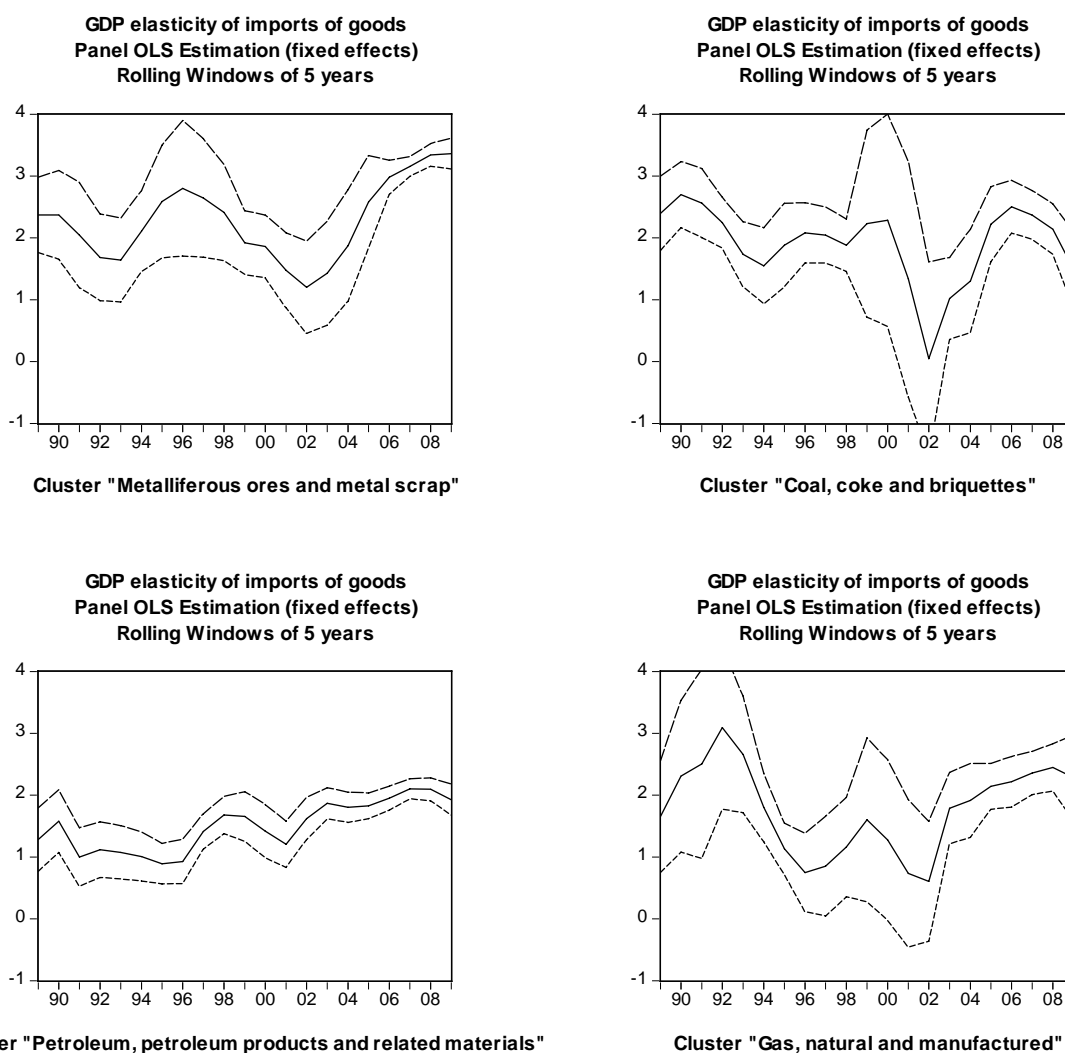 GDP elasticity of imports of goods
Panel OLS Estimation (fixed effects)
Rolling Windows of 5 years
4
3
2
1
0
-1
90 92 94 96 98 00 02 04 06 08
Cluster "Metalliferous ores and metal scrap"
GDP elasticity of imports of goods
Panel OLS Estimation (fixed effects)
Rolling Windows of 5 years
4
3
2
1
0
-1
90 92 94 96 98 00 02 04 06 08
Cluster "Coal, coke and briquettes"
GDP elasticity of imports of goods
Panel OLS Estimation (fixed effects)
Rolling Windows of 5 years
4
3
2
1
0
-1
90 92 94 96 98 00 02 04 06 08
er "Petroleum, petroleum products and related materials"
GDP elasticity of imports of goods
Panel OLS Estimation (fixed effects)
Rolling Windows of 5 years
4
3
2
1
0
-1
90 92 94 96 98 00 02 04 06 08
Cluster "Gas, natural and manufactured"